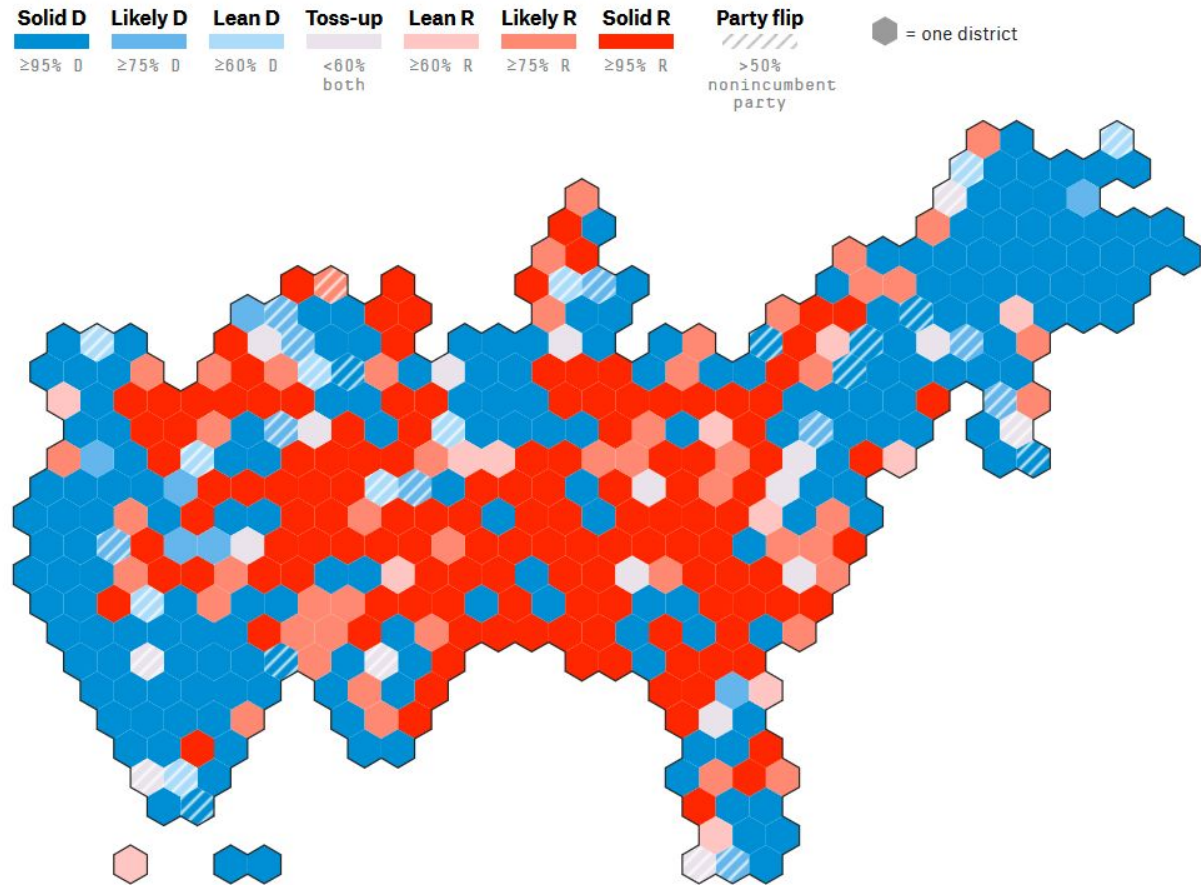 Solid D Likely D Lean D Toss-up Lean R Likely R Solid R Party flip
= one district
≥95% D ≥75% D ≥60% D <60% ≥60% R ≥75% R ≥95% R >50%
both nonincumbent
party